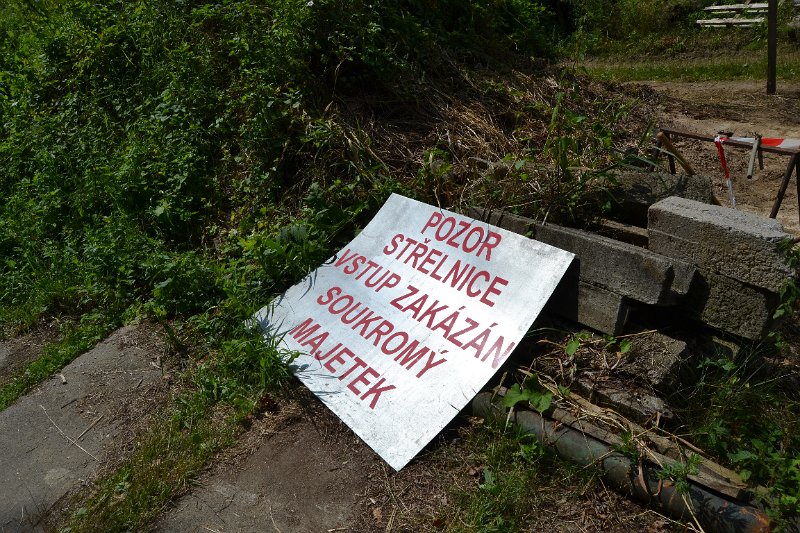 POZOR
STŘELNICE
VSTUP ZAKÁZÁN
SOUKROMÝ
MAJETEK